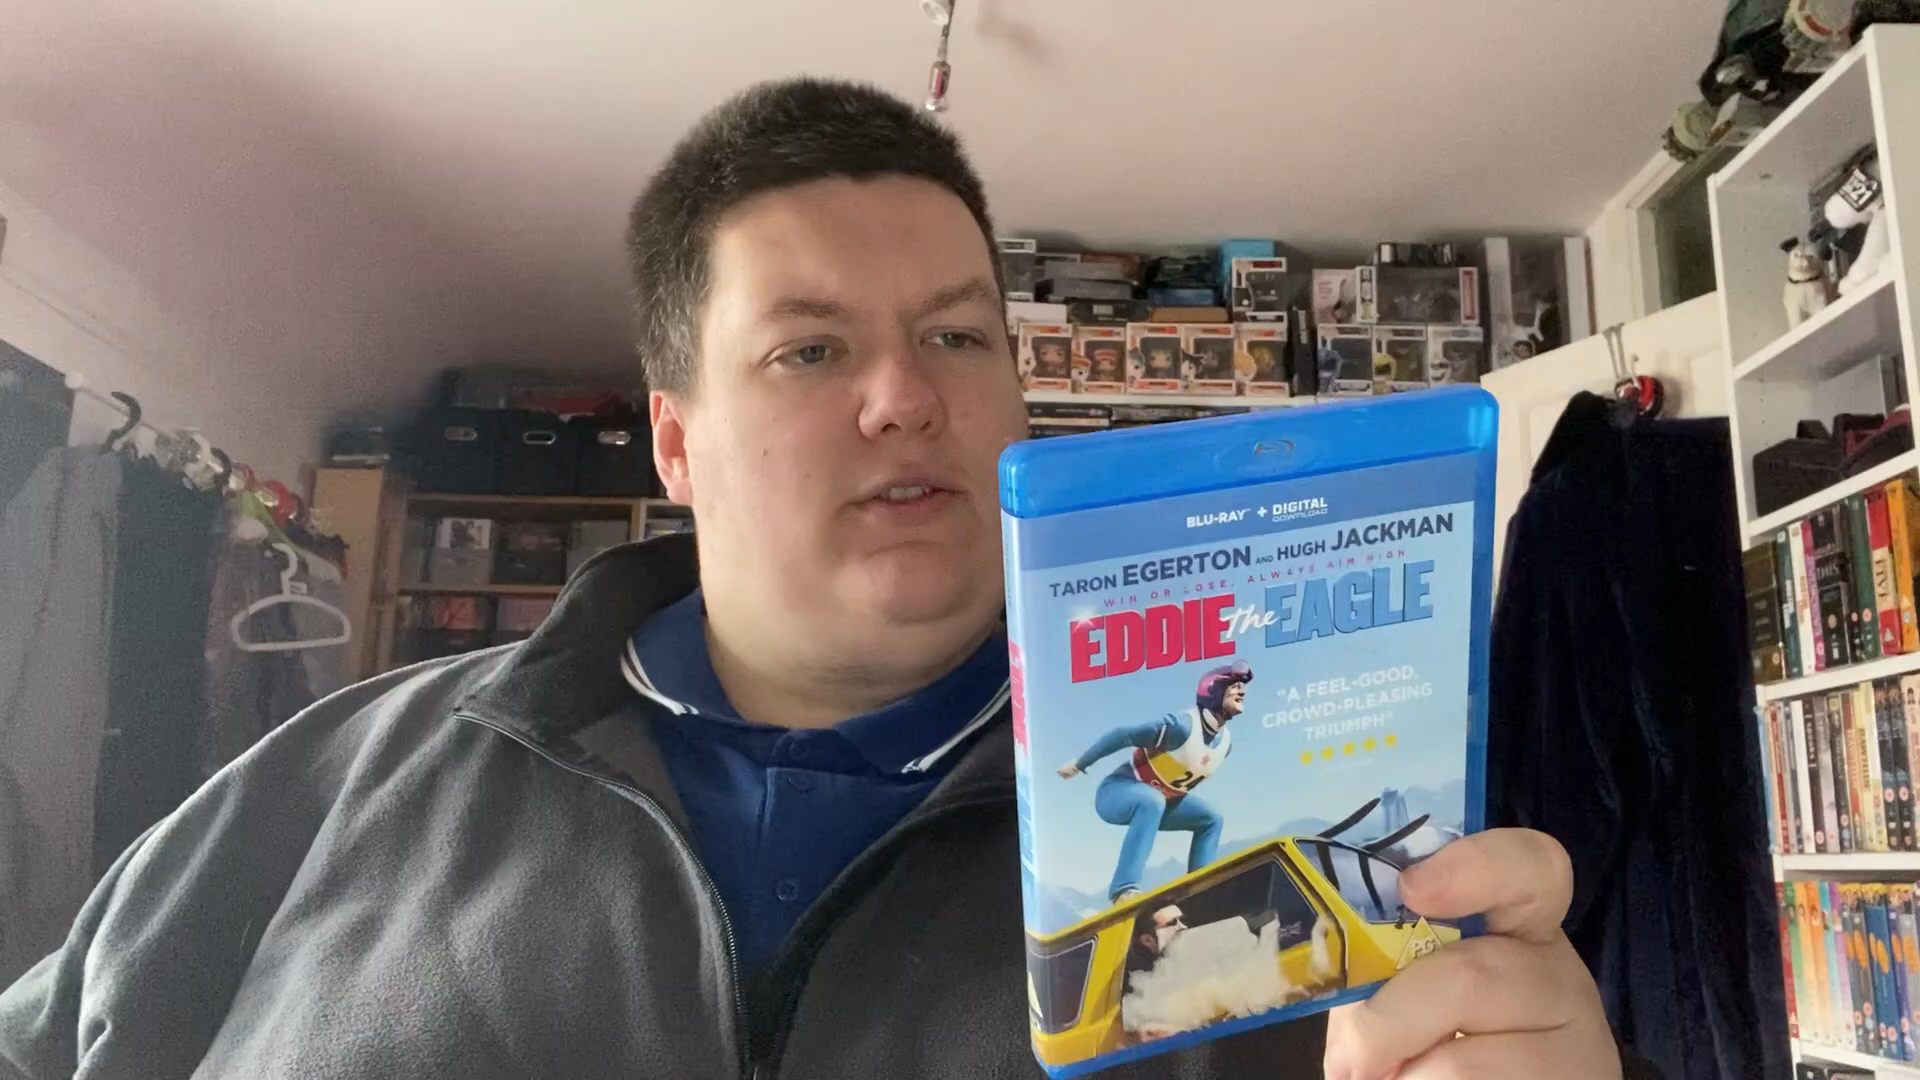 BLU-RAY + DIGITAL
DOWNLOAD
TARON EGERTON AND HUGH JACKMAN
WIN OR LOSE, ALWAYS AIM HIGH
EDDIE the EAGLE
"A FEEL-GOOD,
CROWD-PLEASING
TRIUMPH"
PG